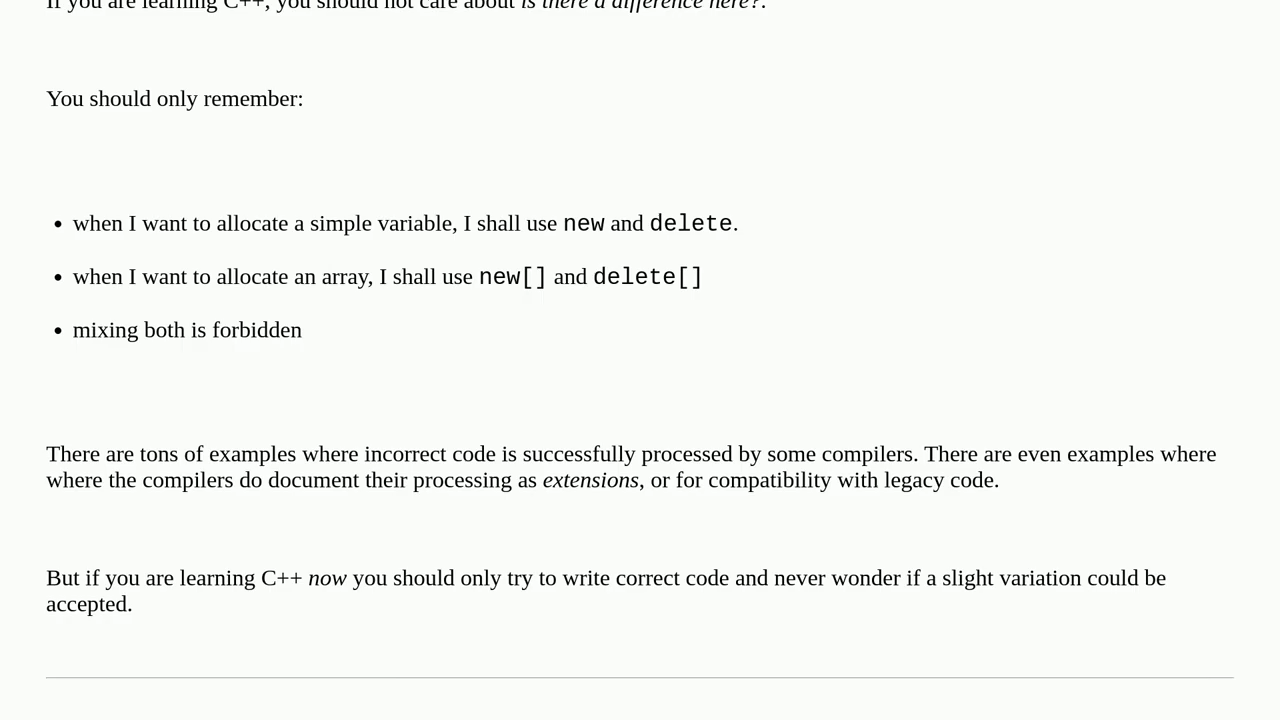 If you are learning C++, you should not care about is there a difference here?.
You should only remember:
• when I want to allocate a simple variable, I shall use new and delete.
• when I want to allocate an array, I shall use new[] and delete[]
• mixing both is forbidden
There are tons of examples where incorrect code is successfully processed by some compilers. There are even examples where
where the compilers do document their processing as extensions, or for compatibility with legacy code.
But if you are learning C++ now you should only try to write correct code and never wonder if a slight variation could be
accepted.